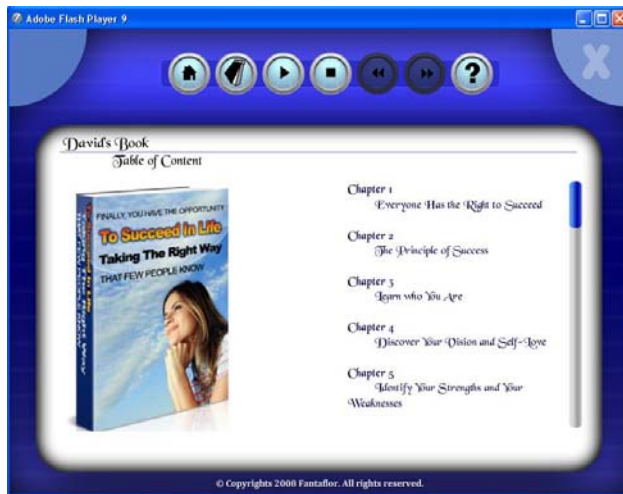 Adobe Flash Player 9
X
?
David's Book
Table of Content
FINALLY, YOU HAVE THE OPPORTUNITY
To Succeed In Life
Taking The Right Way
THAT FEW PEOPLE KNOW
Chapter 1
Everyone Has the Right to Succeed
Chapter 2
The Principle of Success
Chapter 3
Learn who You Are
Chapter 4
Discover Your Vision and Self-Love
Chapter 5
Identify Your Strengths and Your
Weaknesses
© Copyrights 2008 Fantaflor. All rights reserved.